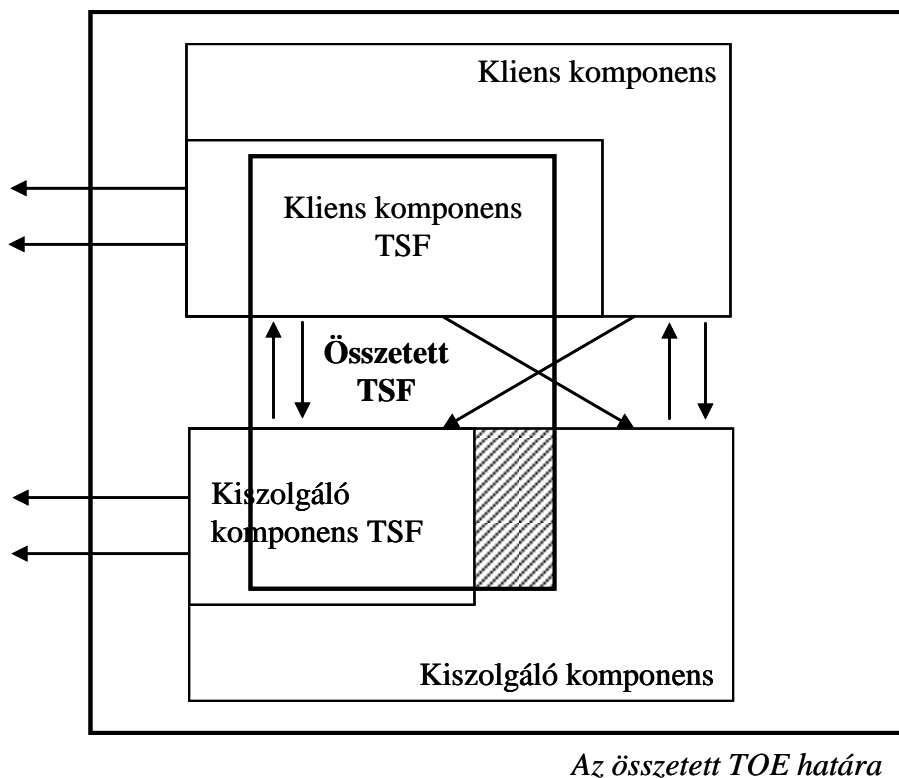 Kliens komponens
Kliens komponens
TSF
Összetett
TSF
Kiszolgáló
komponens TSF
Kiszolgáló komponens
Az összetett TOE határa